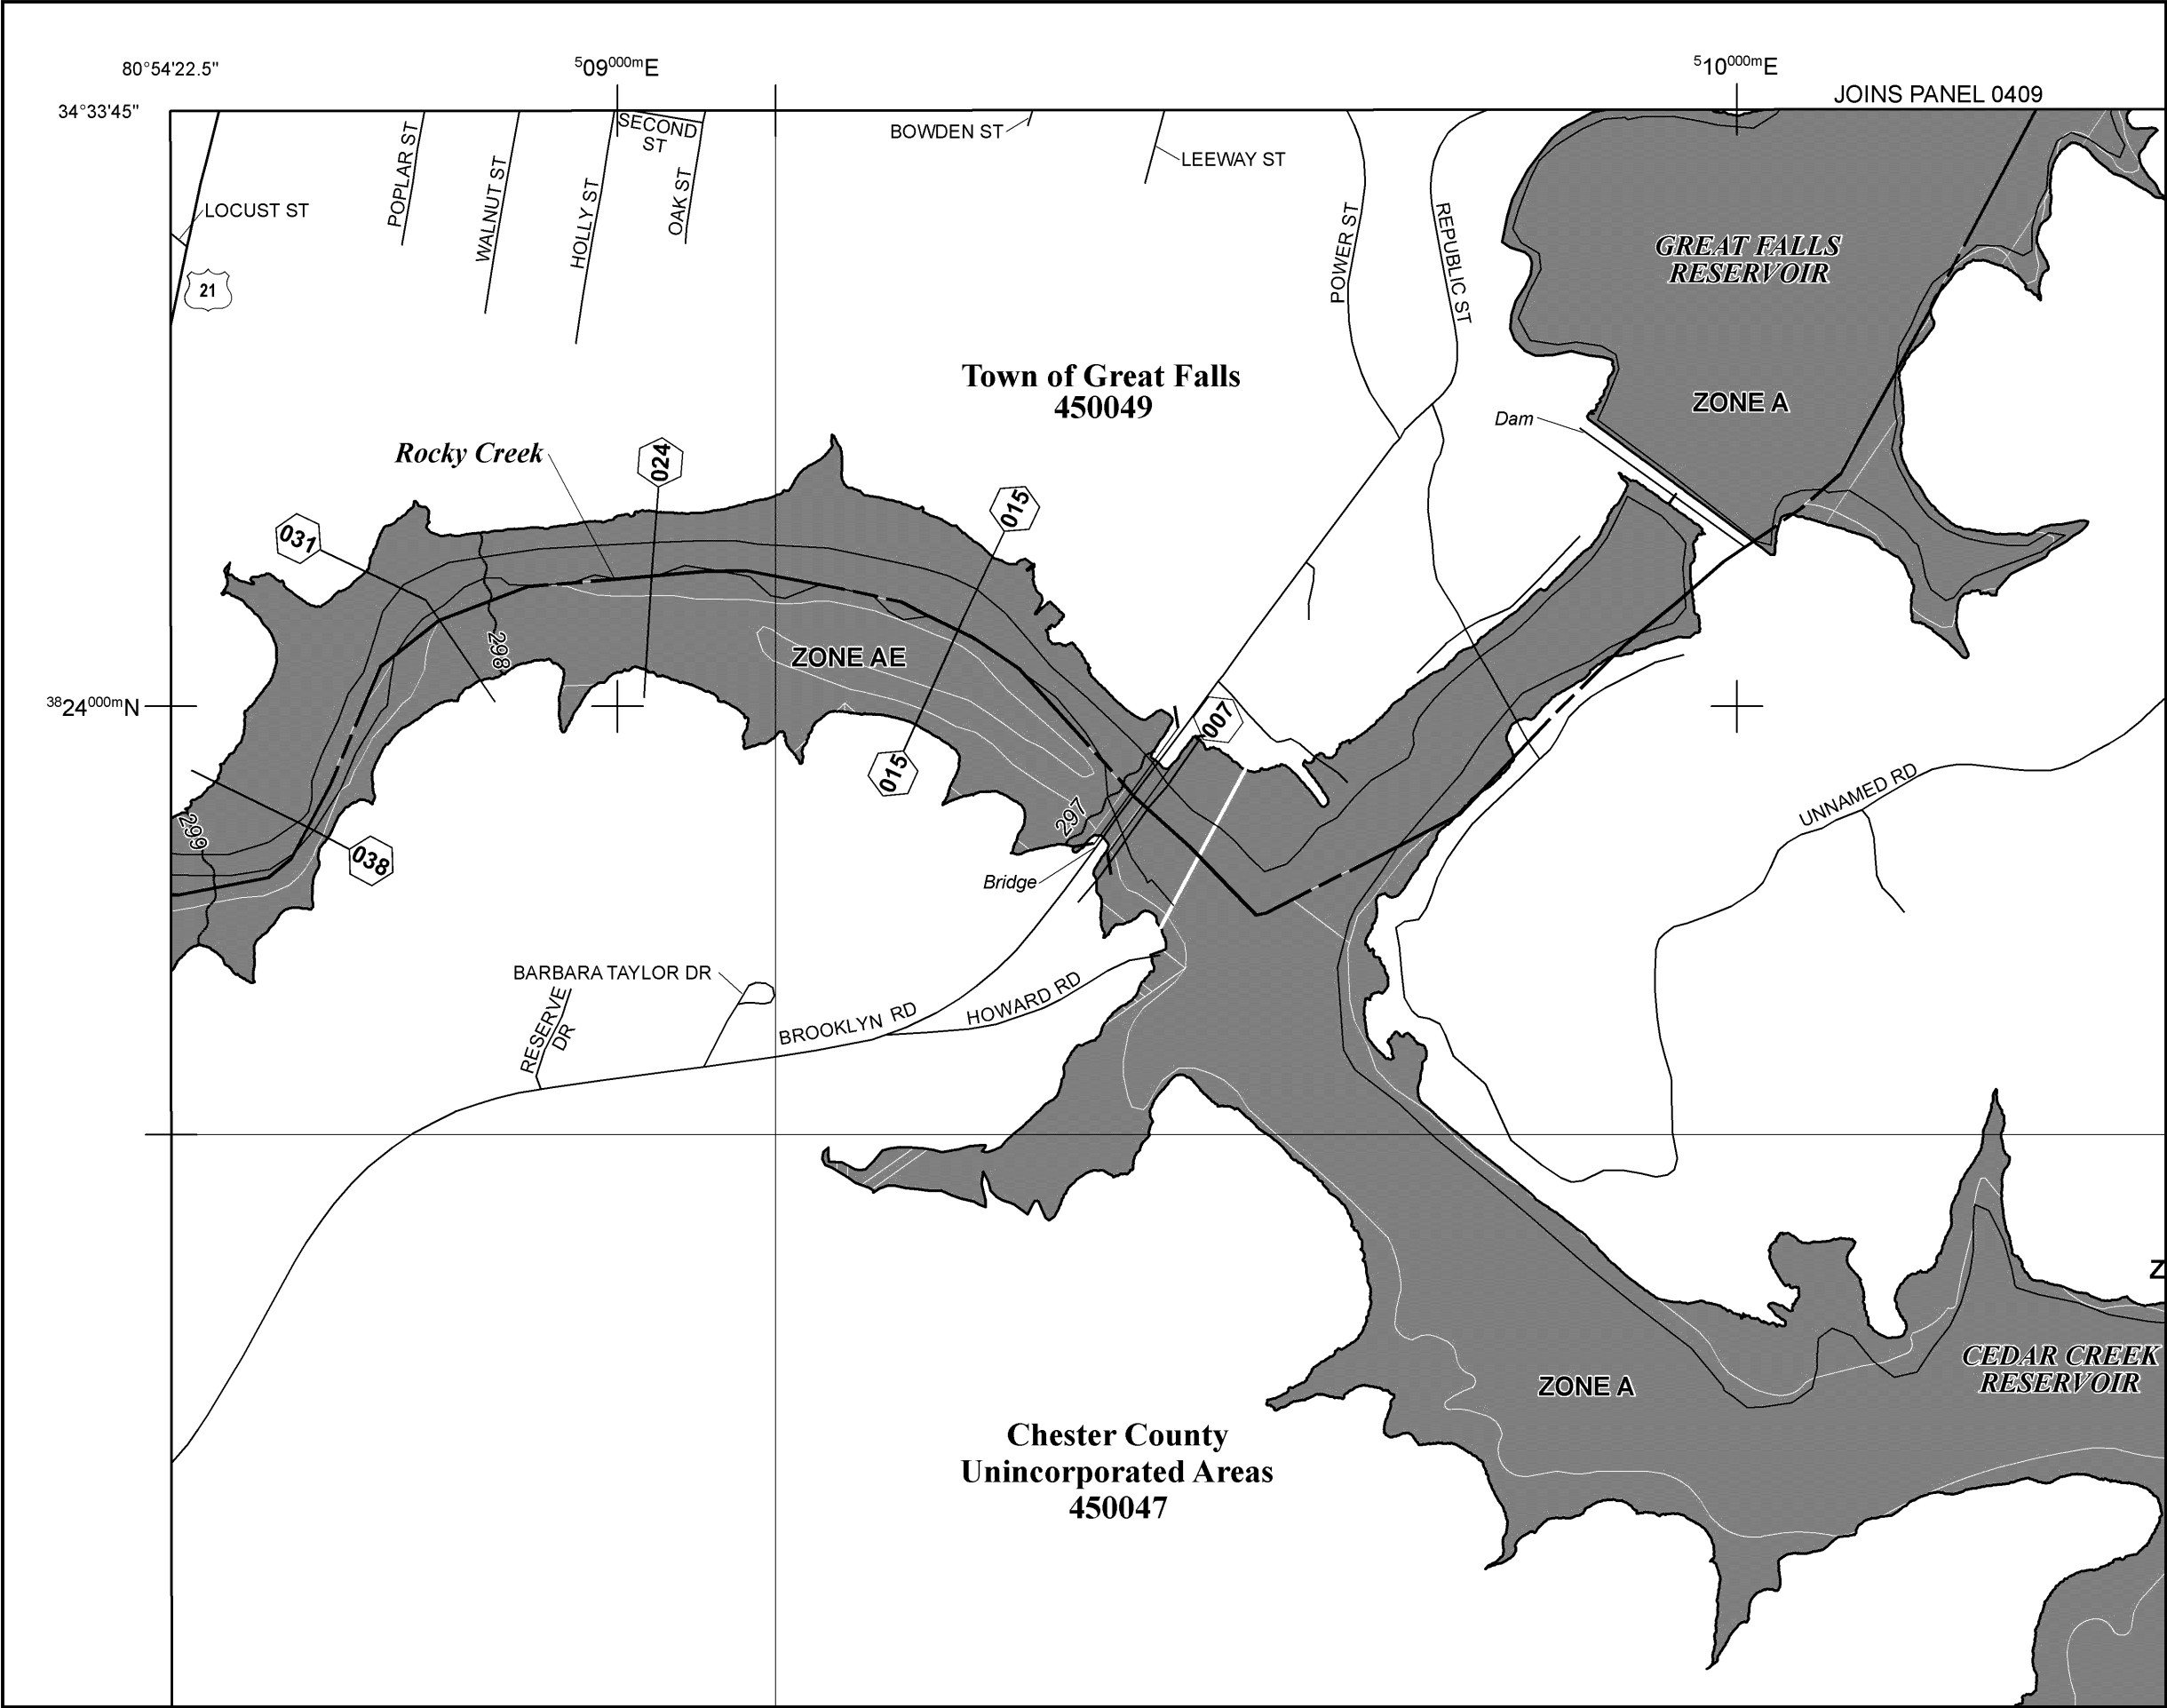 80°54'22.5"
509000mE
510000mE
JOINS PANEL 0409
34°33'45"
SECOND
ST
BOWDEN ST
LEEWAY ST
POPLAR ST
WALNUT ST
HOLLY ST
OAK ST
LOCUST ST
21
POWER ST
REPUBLIC ST
GREAT FALLS
RESERVOIR
ZONE A
Town of Great Falls
450049
Dam
Rocky Creek
024
031
015
298
ZONE AE
3824000mN
007
015
297
299
038
Bridge
UNNAMED RD
BARBARA TAYLOR DR
RESERVE
DR
BROOKLYN RD
HOWARD RD
Z
CEDAR CREEK
RESERVOIR
ZONE A
Chester County
Unincorporated Areas
450047